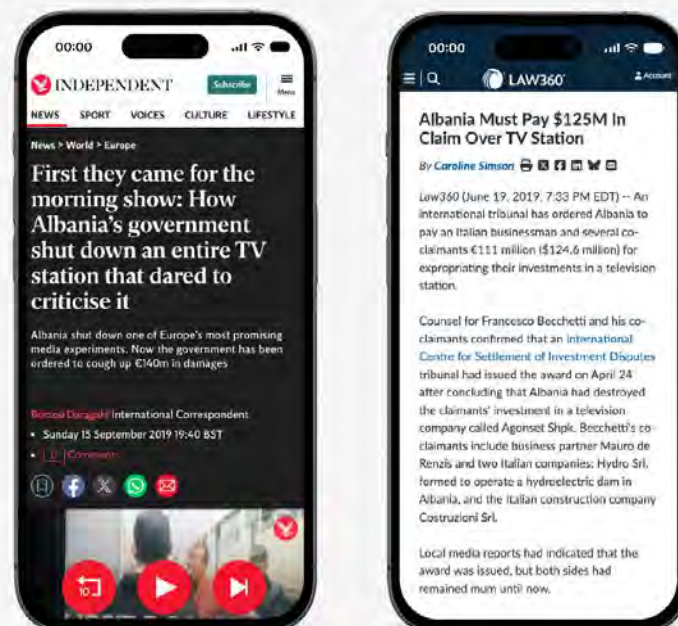 00:00
INDEPENDENT
Subscribe
Menu
NEWS SPORT VOICES CULTURE LIFESTYLE
News > World > Europe
First they came for the
morning show: How
Albania's government
shut down an entire TV
station that dared to
criticise it
Albania shut down one of Europe's most promising
media experiments. Now the government has been
ordered to cough up €140m in damages
Borzou Daragahi International Correspondent
• Sunday 15 September 2019 19:40 BST
• Comments
10
00:00
LAW360
Account
Albania Must Pay $125M In
Claim Over TV Station
By Caroline Simson
Law360 (June 19, 2019, 7:33 PM EDT) -- An
international tribunal has ordered Albania to
pay an Italian businessman and several co-
claimants €111 million ($124.6 million) for
expropriating their investments in a television
station.
Counsel for Francesco Becchetti and his co-
claimants confirmed that an International
Centre for Settlement of Investment Disputes
tribunal had issued the award on April 24
after concluding that Albania had destroyed
the claimants' investment in a television
company called Agonset Shpk. Becchetti's co-
claimants include business partner Mauro de
Renzis and two Italian companies: Hydro Srl,
formed to operate a hydroelectric dam in
Albania, and the Italian construction company
Costruzioni Srl.
Local media reports had indicated that the
award was issued, but both sides had
remained mum until now.